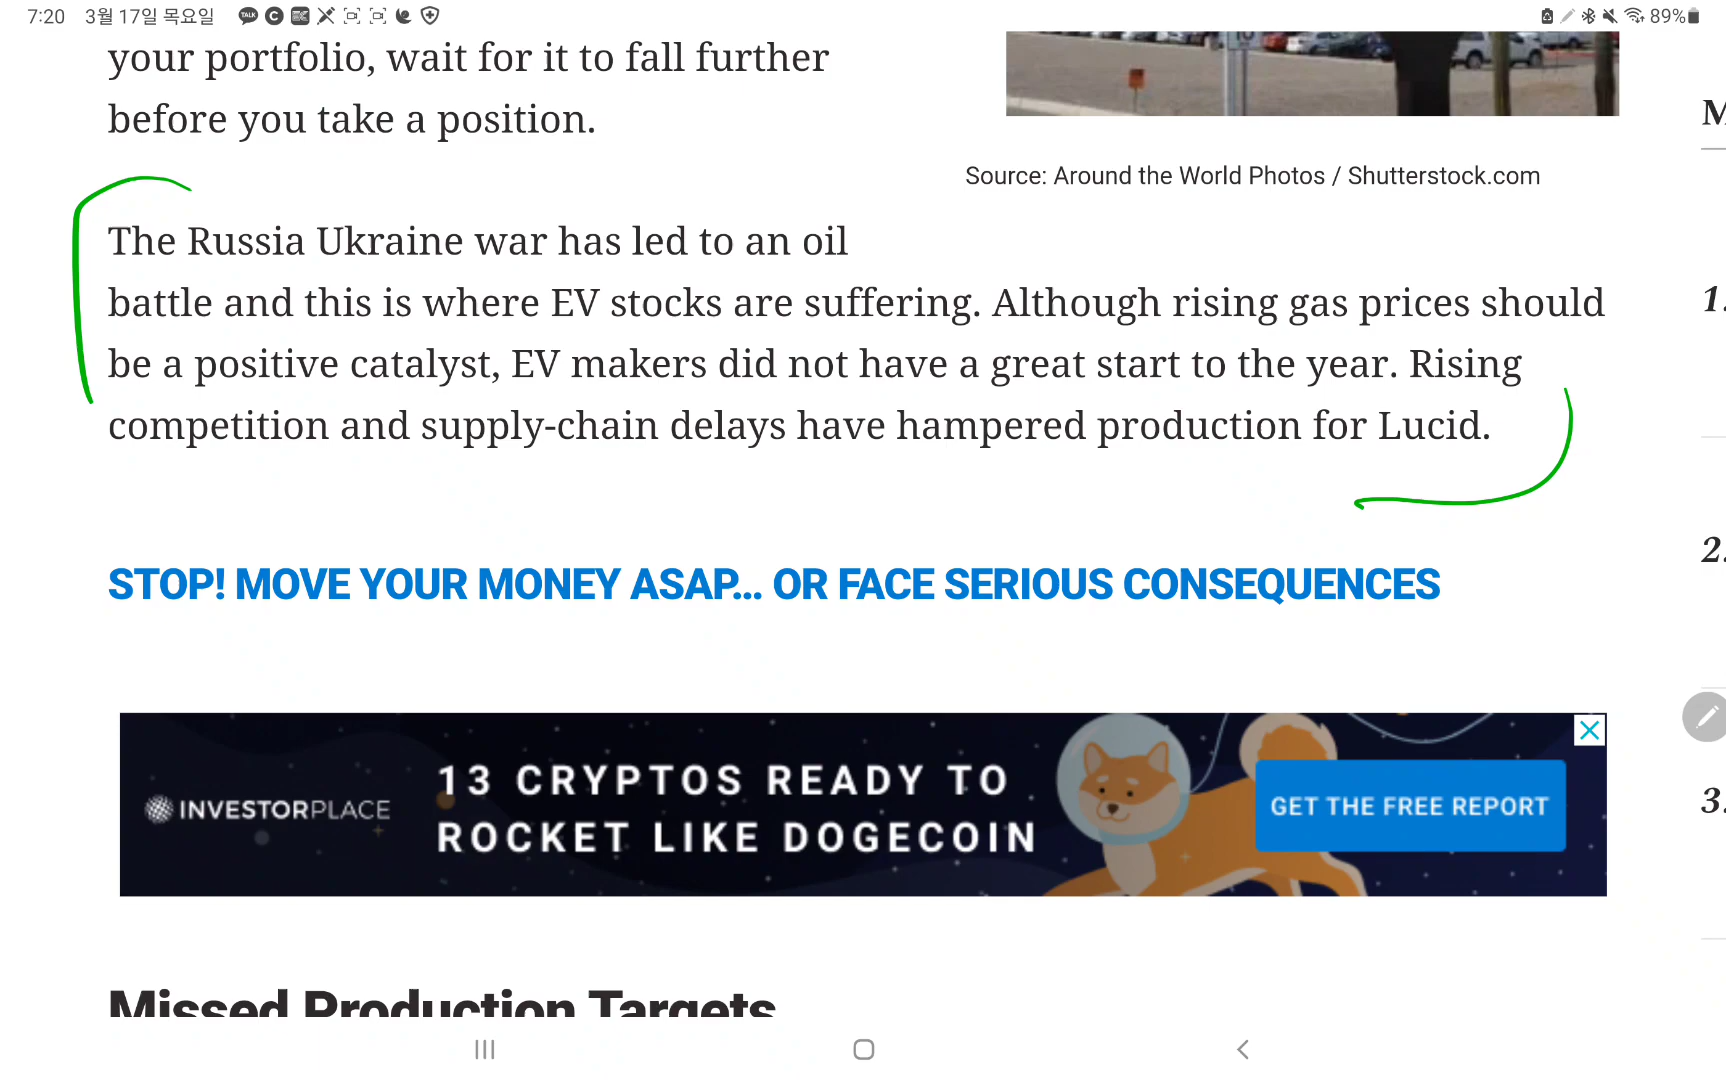 7:20 3월 17일 목요일
89%
your portfolio, wait for it to fall further
before you take a position.
Source: Around the World Photos / Shutterstock.com
The Russia Ukraine war has led to an oil
battle and this is where EV stocks are suffering. Although rising gas prices should
be a positive catalyst, EV makers did not have a great start to the year. Rising
competition and supply-chain delays have hampered production for Lucid.
STOP! MOVE YOUR MONEY ASAP... OR FACE SERIOUS CONSEQUENCES
INVESTORPLACE
13 CRYPTOS READY TO
ROCKET LIKE DOGECOIN
GET THE FREE REPORT
Missed Production Targets
M
1.
2.
3.